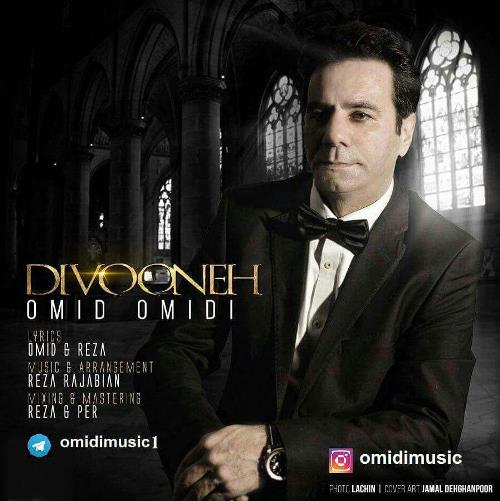 DIVOONEH
OMID OMIDI
LYRICS
OMID & REZA
MUSIC & ARRANGEMENT
REZA RAJABIAN
MIXING & MASTERING
REZA & PER
omidimusic1
omidimusic
PHOTO LACHIN | COVER ART JAMAL DEHGHANPOOR